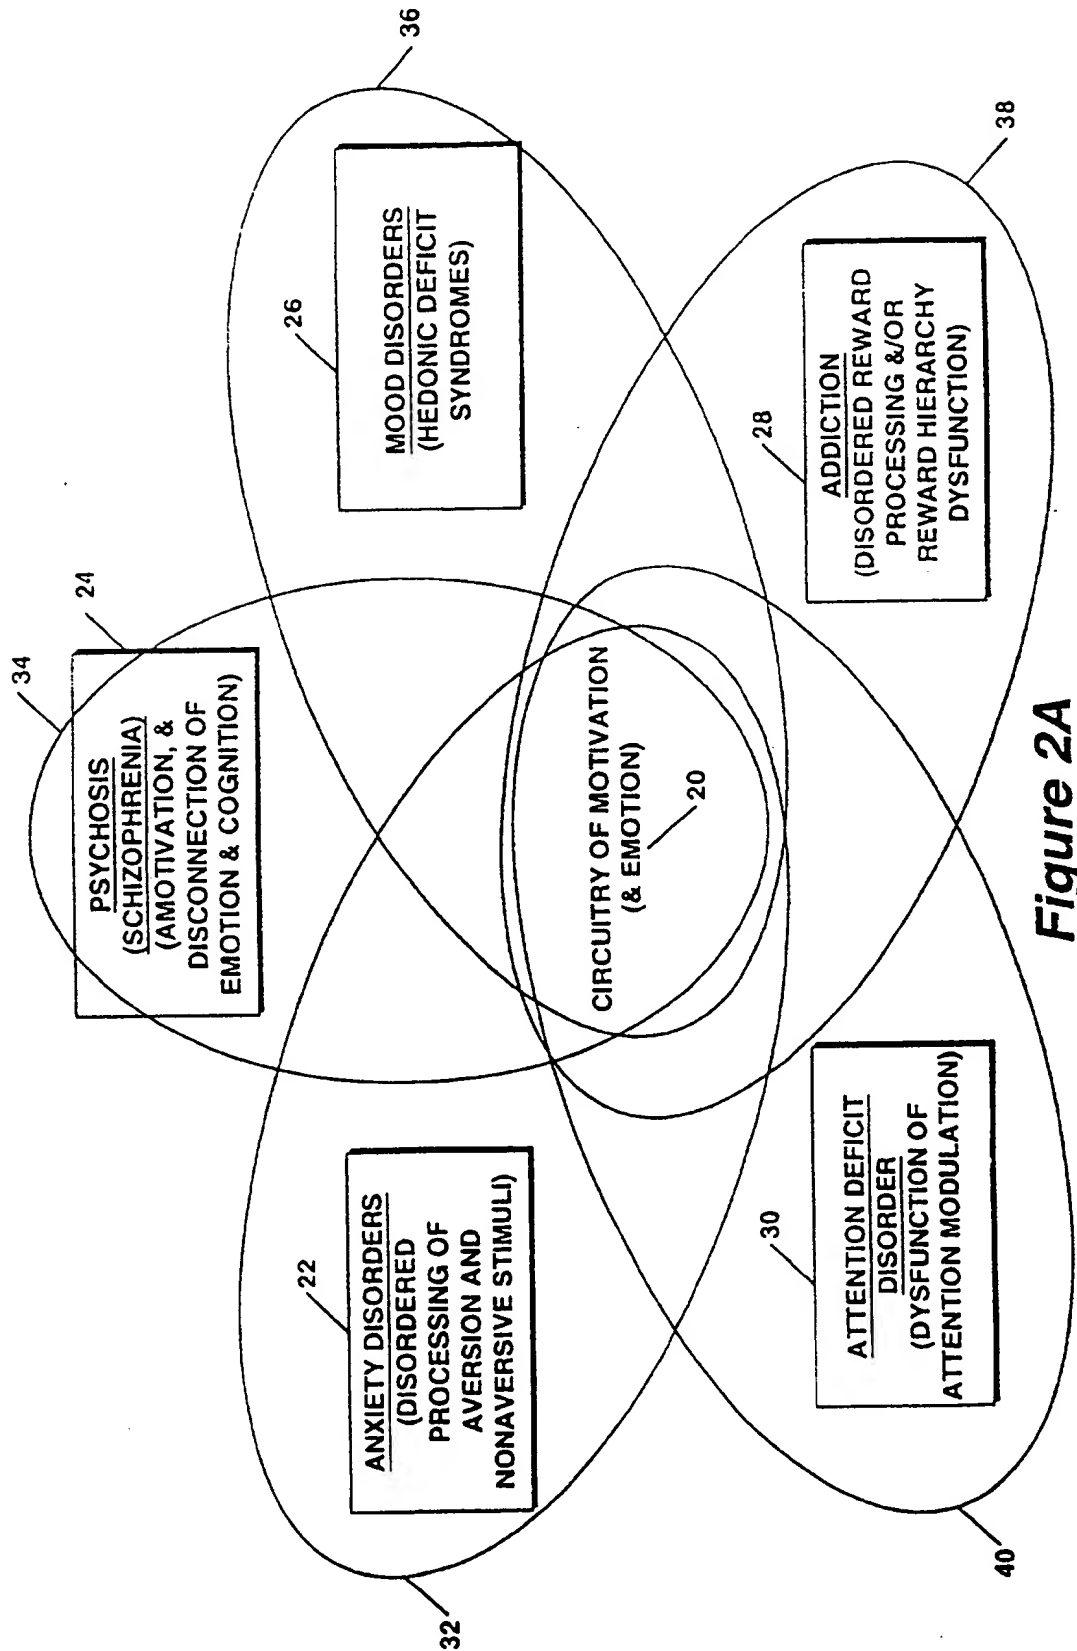 34
24
PSYCHOSIS
(SCHIZOPHRENIA)
(AMOTIVATION, &
DISCONNECTION OF
EMOTION & COGNITION)
36
26
MOOD DISORDERS
(HEDONIC DEFICIT
SYNDROMES)
22
ANXIETY DISORDERS
(DISORDERED
PROCESSING OF
AVERSION AND
NONAVERSIVE STIMULI)
32
CIRCUITRY OF MOTIVATION
(& EMOTION)
20
30
ATTENTION DEFICIT
DISORDER
(DYSFUNCTION OF
ATTENTION MODULATION)
40
28
ADDICTION
(DISORDERED REWARD
PROCESSING &/OR
REWARD HIERARCHY
DYSFUNCTION)
38
Figure 2A